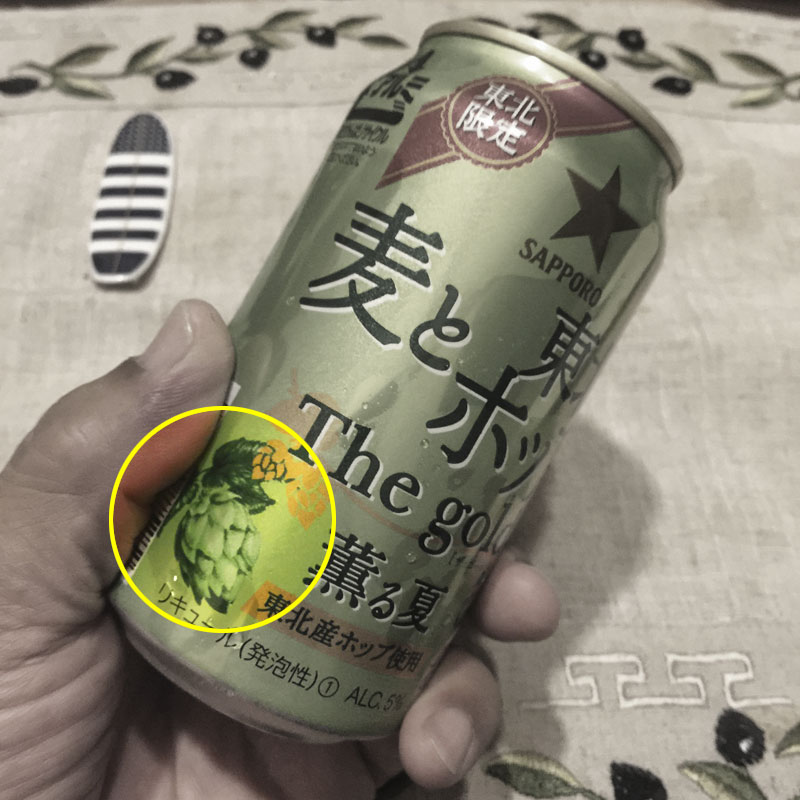 東北
限定
SAPPORO
麦とホッ
東
The gol
薫る夏
東北産ホップ使用
リキュール(発泡性)① ALC. 5%